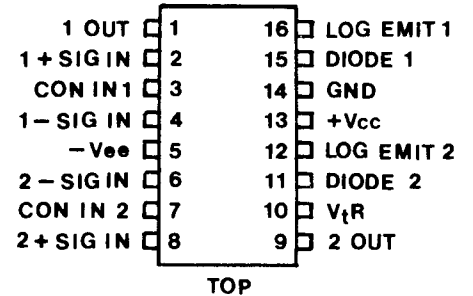 1 OUT 1 16 LOG EMIT 1
1 + SIG IN 2 15 DIODE 1
CON IN 1 3 14 GND
1 - SIG IN 4 13 +Vcc
-Vee 5 12 LOG EMIT 2
2 - SIG IN 6 11 DIODE 2
CON IN 2 7 10 VtR
2 + SIG IN 8 9 2 OUT
TOP